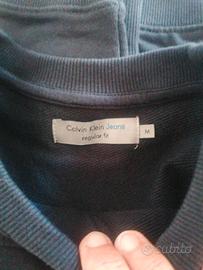 Calvin Klein Jeans
regular fit
M
subito